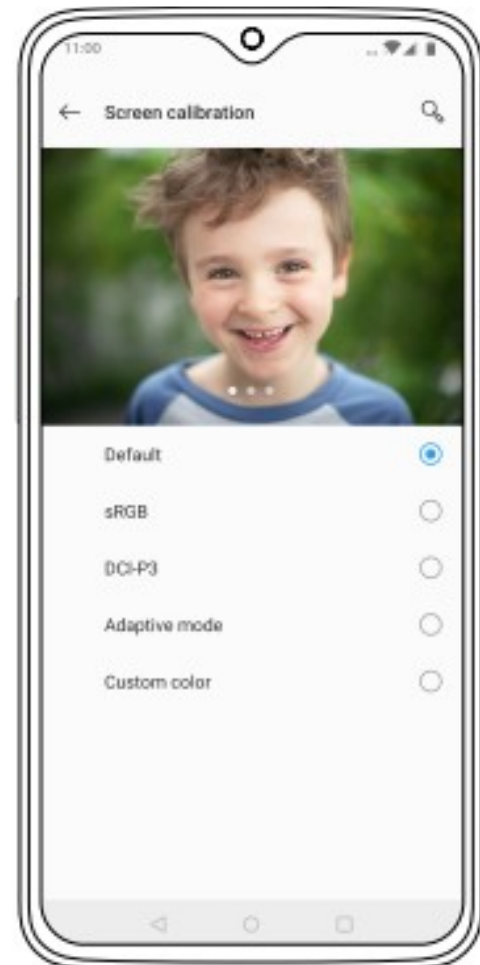 11:00
Screen calibration
Default
sRGB
DCI-P3
Adaptive mode
Custom color